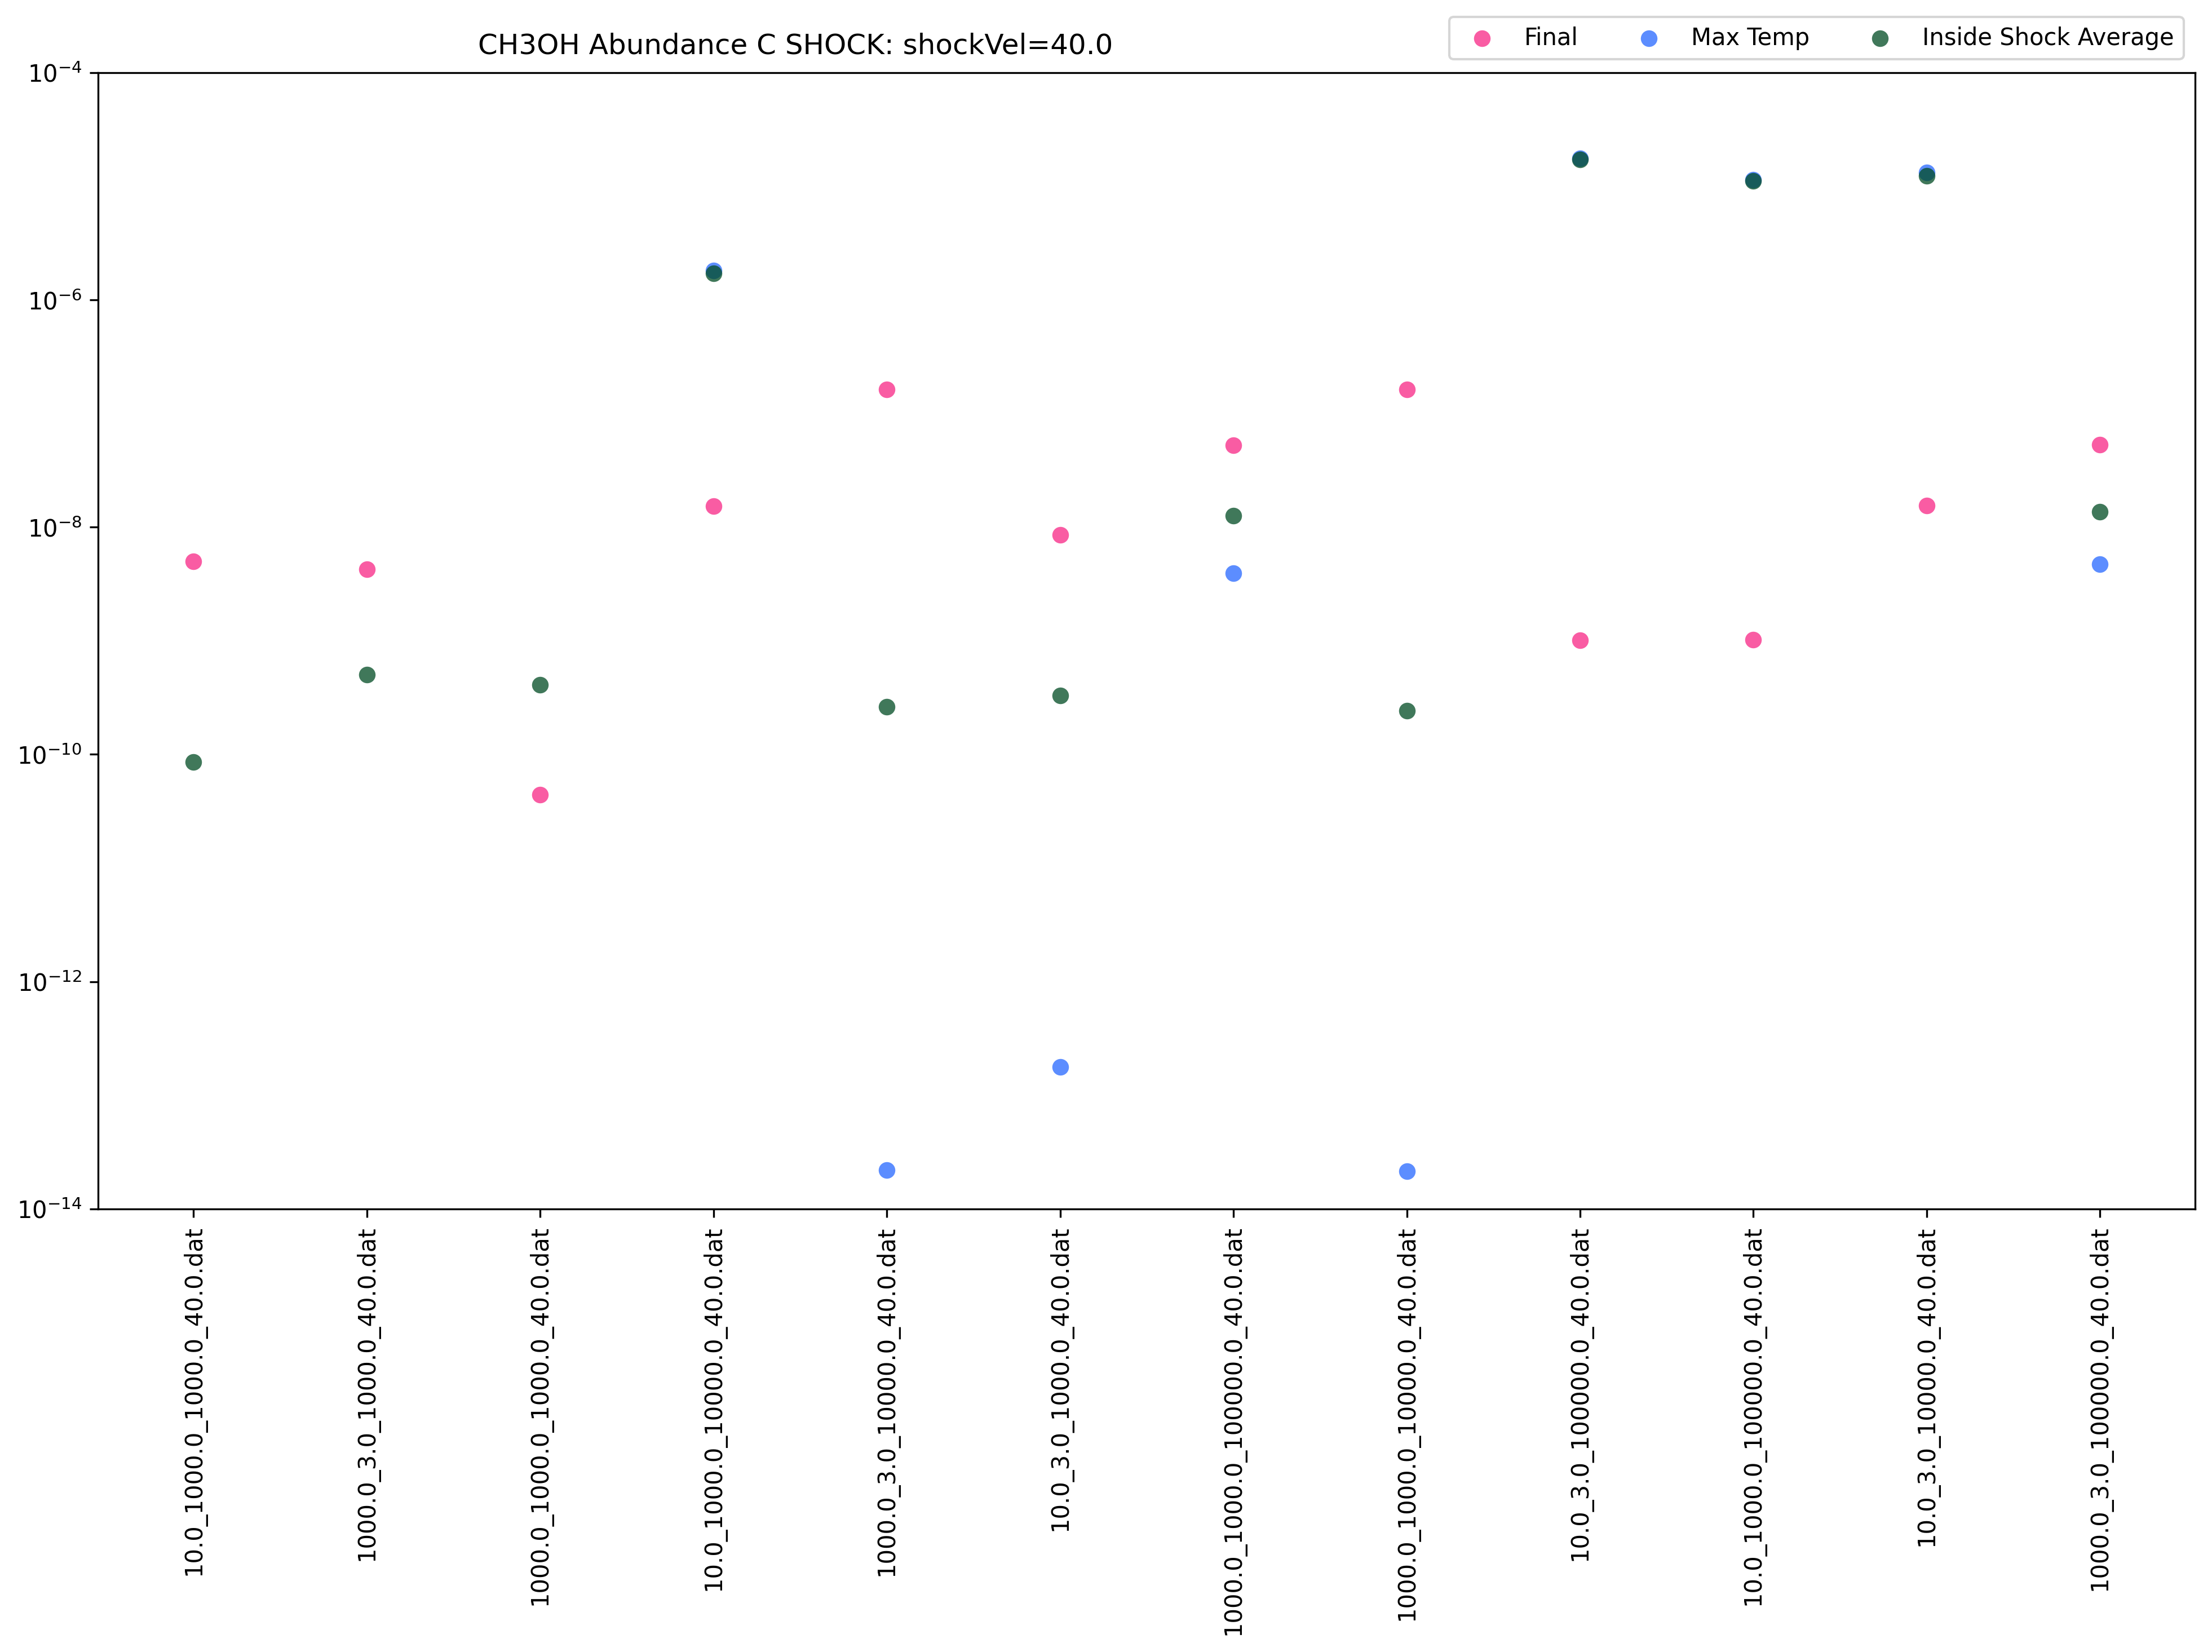 CH3OH Abundance C SHOCK: shockVel=40.0
Final
Max Temp
Inside Shock Average
10⁻⁴
10⁻⁶
10⁻⁸
10⁻¹⁰
10⁻¹²
10⁻¹⁴
10.0_1000.0_1000.0_40.0.dat
1000.0_3.0_1000.0_40.0.dat
1000.0_1000.0_1000.0_40.0.dat
10.0_1000.0_10000.0_40.0.dat
1000.0_3.0_10000.0_40.0.dat
10.0_3.0_1000.0_40.0.dat
1000.0_1000.0_100000.0_40.0.dat
1000.0_1000.0_10000.0_40.0.dat
10.0_3.0_100000.0_40.0.dat
10.0_1000.0_100000.0_40.0.dat
10.0_3.0_10000.0_40.0.dat
1000.0_3.0_100000.0_40.0.dat